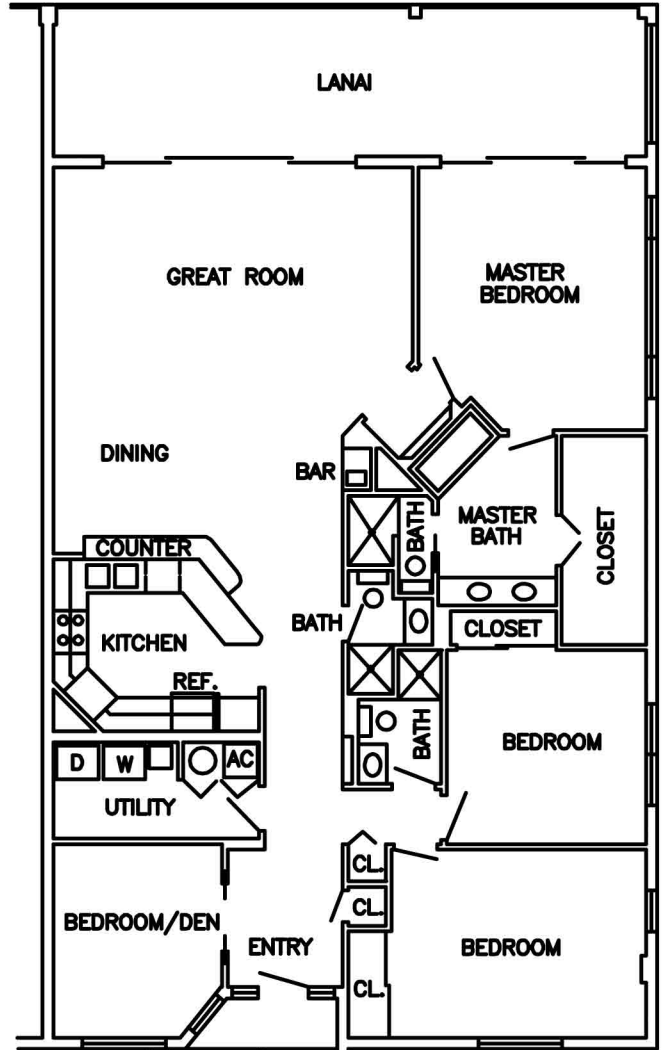 LANAI
GREAT ROOM
MASTER
BEDROOM
DINING
BAR
BATH
MASTER
BATH
CLOSET
COUNTER
KITCHEN
BATH
CLOSET
REF.
BATH
BEDROOM
D
W
AC
UTILITY
CL.
CL.
BEDROOM/DEN
ENTRY
BEDROOM
CL.